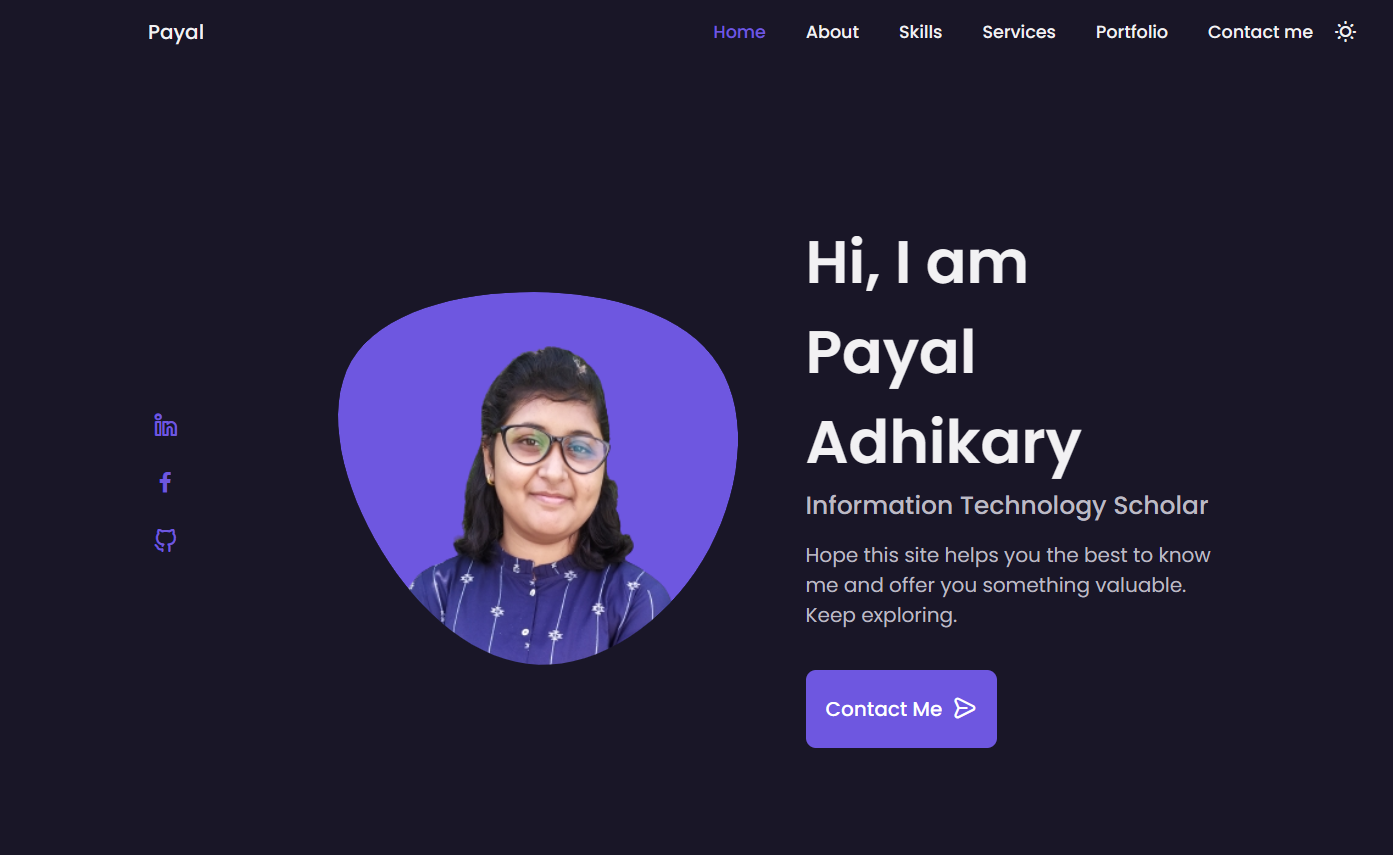 Payal
Home About Skills Services Portfolio Contact me
Hi, I am
Payal
Adhikary
Information Technology Scholar
Hope this site helps you the best to know
me and offer you something valuable.
Keep exploring.
Contact Me